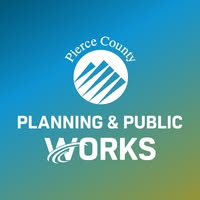 Pierce County
PLANNING & PUBLIC
WORKS